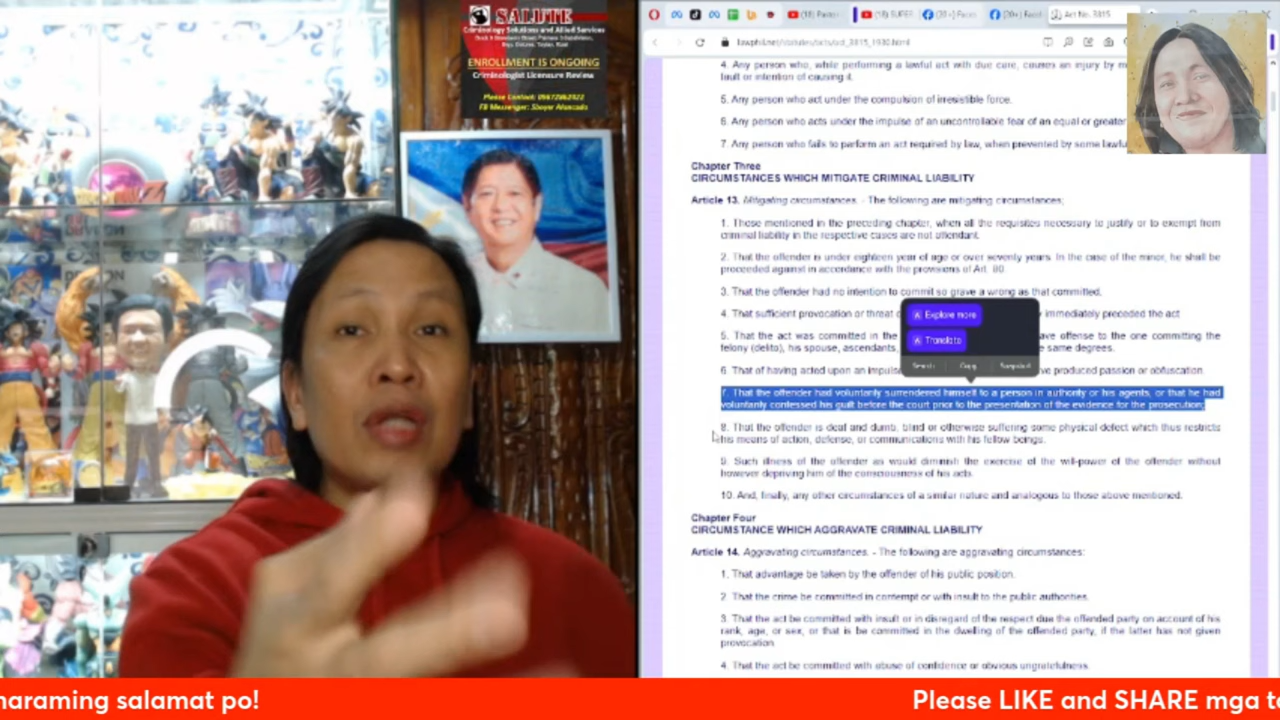 SALUTE
Criminology Solutions and Allied Services
ENROLLMENT IS ONGOING
Criminologist Licensure Review
Please Contact:
FB Messenger:
(18)
(18) SUPER
Act No. 3815
4. Any person who, while performing a lawful act with due care, causes an injury by m
fault or intention of causing it.
5. Any person who act under the compulsion of irresistible force.
6. Any person who acts under the impulse of an uncontrollable fear of an equal or greater
7. Any person who fails to perform an act required by law, when prevented by some lawfu
Chapter Three
CIRCUMSTANCES WHICH MITIGATE CRIMINAL LIABILITY
Article 13. Mitigating circumstances. - The following are mitigating circumstances;
1. Those mentioned in the preceding chapter, when all the requisites necessary to justify or to exempt from
criminal liability in the respective cases are not attendant.
2. That the offender is under eighteen year of age or over seventy years. In the case of the minor, he shall be
proceeded against in accordance with the provisions of Art. 80.
3. That the offender had no intention to commit so grave a wrong as that committed.
4. That sufficient provocation or threat immediately preceded the act
5. That the act was committed in the offense to the one committing the
felony (delito), his spouse, ascendants, same degrees.
6. That of having acted upon an impulse produced passion or obfuscation.
Explore more
Translate
Search Copy Snapshot
7. That the offender had voluntarily surrendered himself to a person in authority or his agents, or that he had
voluntarily confessed his guilt before the court prior to the presentation of the evidence for the prosecution;
8. That the offender is deaf and dumb, blind or otherwise suffering some physical defect which thus restricts
his means of action, defense, or communications with his fellow beings.
9. Such illness of the offender as would diminish the exercise of the will-power of the offender without
however depriving him of the consciousness of his acts.
10. And, finally, any other circumstances of a similar nature and analogous to those above mentioned.
Chapter Four
CIRCUMSTANCE WHICH AGGRAVATE CRIMINAL LIABILITY
Article 14. Aggravating circumstances. - The following are aggravating circumstances:
1. That advantage be taken by the offender of his public position.
2. That the crime be committed in contempt or with insult to the public authorities.
3. That the act be committed with insult or in disregard of the respect due the offended party on account of his
rank, age, or sex, or that is be committed in the dwelling of the offended party, if the latter has not given
provocation.
4. That the act be committed with abuse of confidence or obvious ungratefulness.
naraming salamat po!
Please LIKE and SHARE mga ta